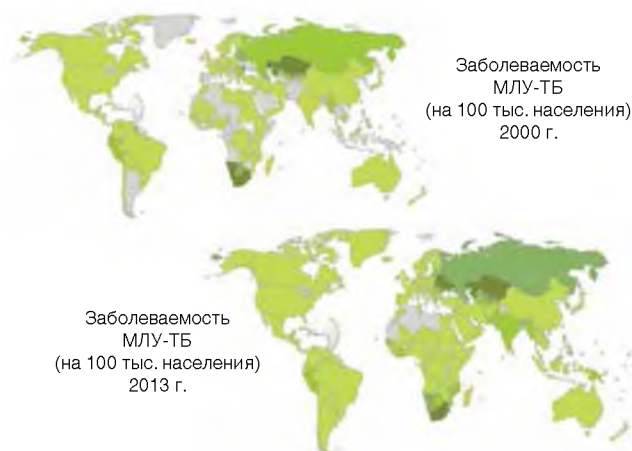 Заболеваемость
МЛУ-ТБ
(на 100 тыс. населения)
2000 г.
Заболеваемость
МЛУ-ТБ
(на 100 тыс. населения)
2013 г.